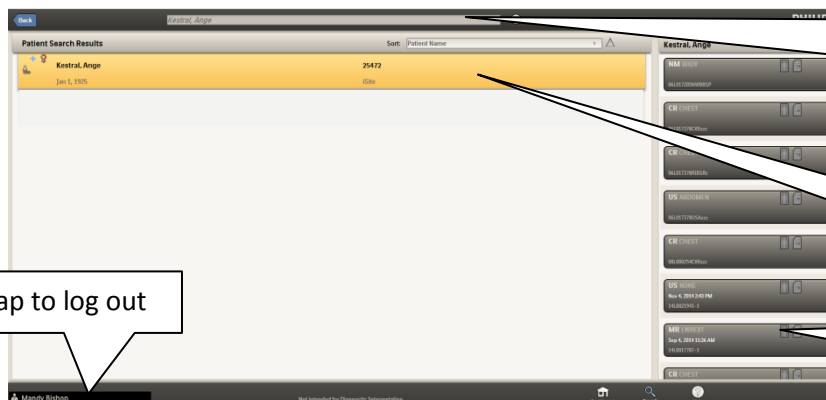 Back Kestral, Ange PHILIP
Patient Search Results Sort: Patient Name Kestral, Ange
Kestral, Ange 25472
Jan 1, 1925 iSite
NM BODY
CR CHEST
CR
US ABDOMEN
CR CHEST
US NONE
Nov 4, 2014 2:43 PM
MR
Sep 4, 2014 11:26 AM
CR CHEST
ap to log out
Mandy Bishop Not Intended for Diagnostic Interpretation